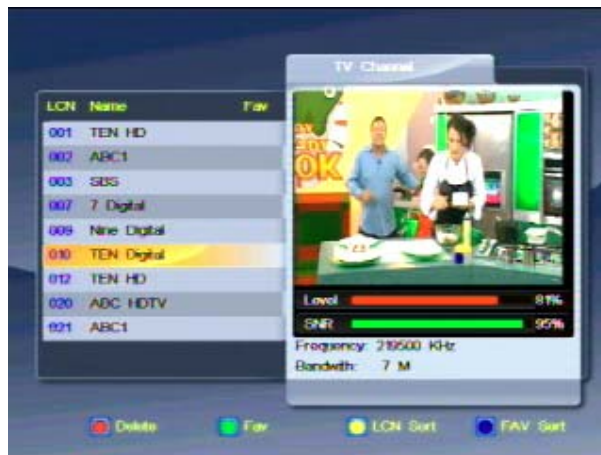 TV Channel
LCN Name Fav
001 TEN HD
002 ABC1
003 SBS
007 7 Digital
009 Nine Digital
010 TEN Digital
012 TEN HD
020 ABC HDTV
021 ABC1
OK
Level 81%
SNR 95%
Frequency: 219500 KHz
Bandwith: 7 M
Delete Fav LCN Sort FAV Sort